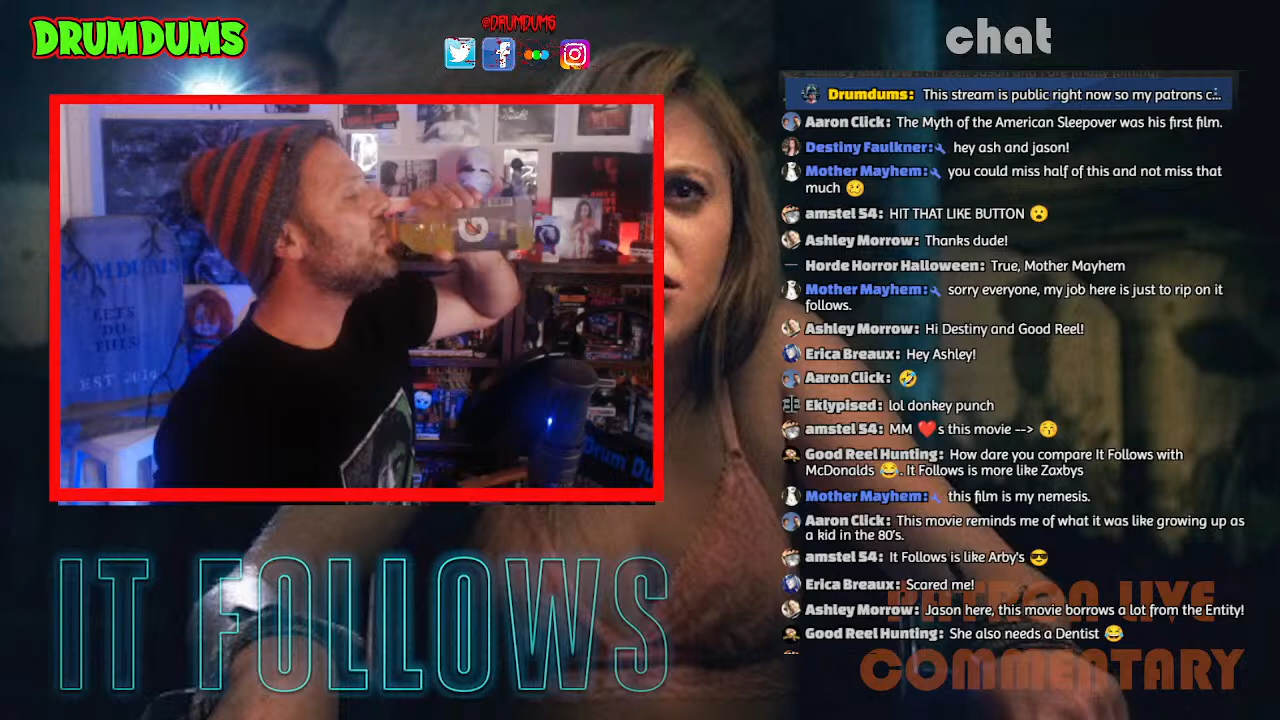 DRUMDUMS
@DRUMDUMS
chat
Drumdums: This stream is public right now so my patrons c...
Aaron Click: The Myth of the American Sleepover was his first film.
Destiny Faulkner: hey ash and jason!
Mother Mayhem: you could miss half of this and not miss that
much 🥴
amstel 54: HIT THAT LIKE BUTTON 😮
Ashley Morrow: Thanks dude!
Horde Horror Halloween: True, Mother Mayhem
Mother Mayhem: sorry everyone, my job here is just to rip on it
follows.
Ashley Morrow: Hi Destiny and Good Reel!
Erica Breaux: Hey Ashley!
Aaron Click: 🤣
Eklypised: lol donkey punch
amstel 54: MM ❤️s this movie --> 😚
Good Reel Hunting: How dare you compare It Follows with
McDonalds 😂. It Follows is more like Zaxbys
Mother Mayhem: this film is my nemesis.
Aaron Click: This movie reminds me of what it was like growing up as
a kid in the 80's.
amstel 54: It Follows is like Arby's 😎
Erica Breaux: Scared me!
Ashley Morrow: Jason here, this movie borrows a lot from the Entity!
Good Reel Hunting: She also needs a Dentist 😂
DRUMDUMS
LET'S
DO
THIS
EST. 2014
Drum Du
IT FOLLOWS
PATRON LIVE
COMMENTARY